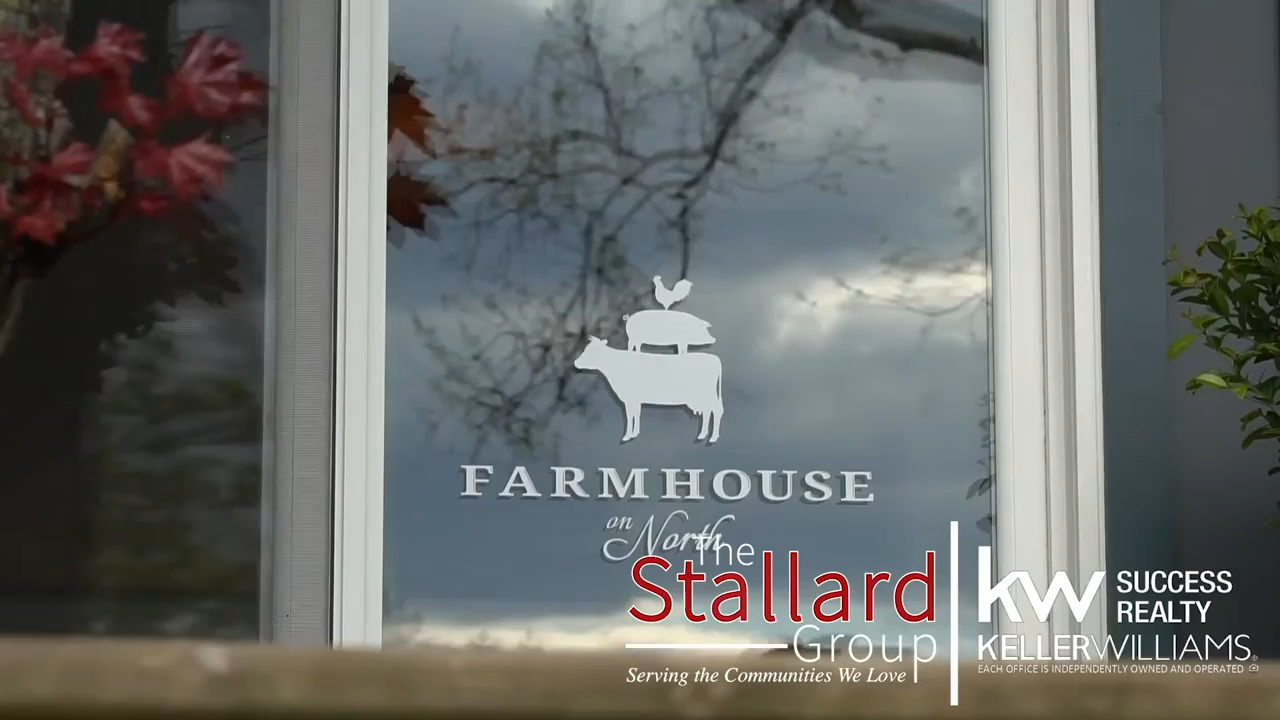 FARMHOUSE
on North
The
Stallard
Group
Serving the Communities We Love
kw SUCCESS
REALTY
KELLERWILLIAMS®
EACH OFFICE IS INDEPENDENTLY OWNED AND OPERATED